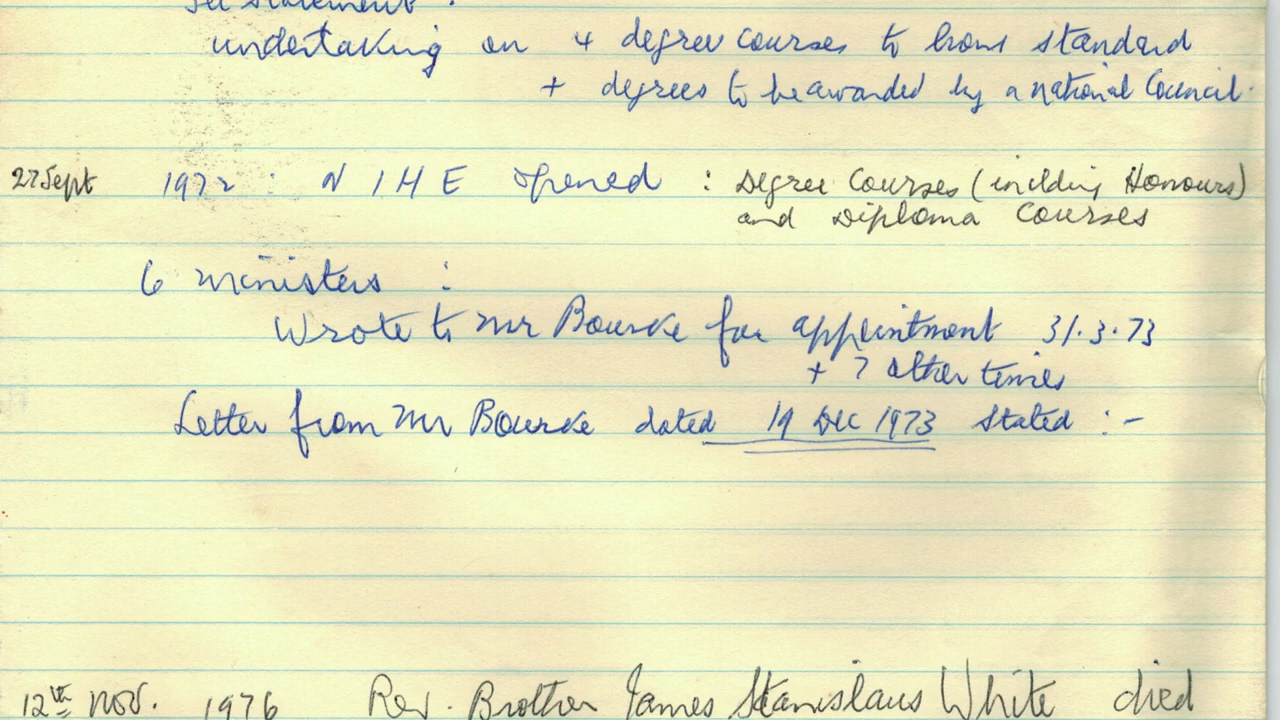 see statement :
undertaking on 4 degree courses to hons standard
+ degrees to be awarded by a national Council.
27 Sept 1972 : N I H E opened : Degree Courses (inclding Honours)
and Diploma Courses
6 ministers :
Wrote to Mr Bourke for appointment 31.3.73
+ 7 other times
Letter from Mr Bourke dated 19 DEC 1973 stated :-
12th Nov. 1976 Rev. Brother James Stanislaus White died